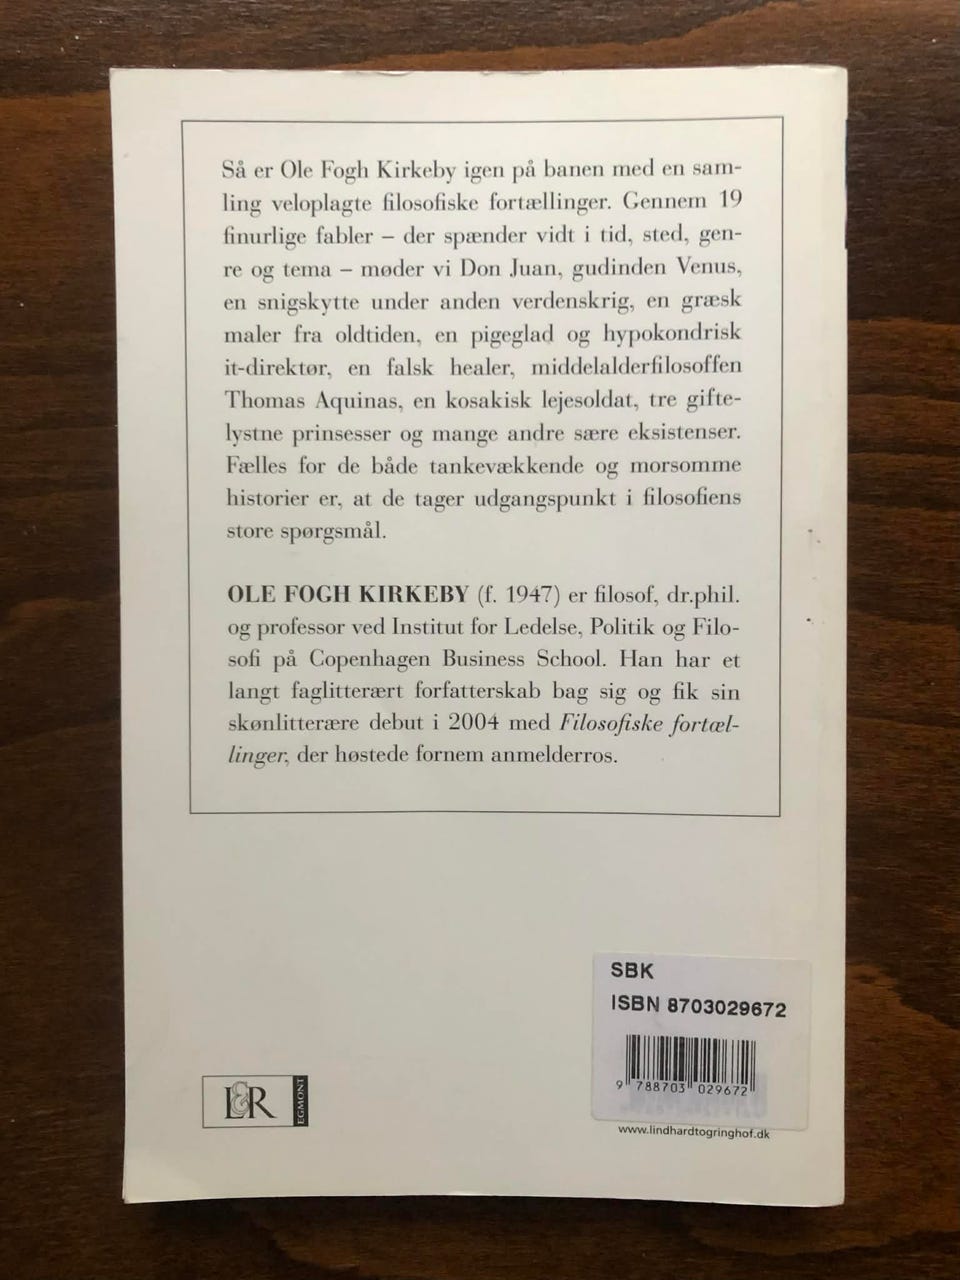 Så er Ole Fogh Kirkeby igen på banen med en sam-
ling veloplagte filosofiske fortællinger. Gennem 19
finurlige fabler – der spænder vidt i tid, sted, gen-
re og tema – møder vi Don Juan, gudinden Venus,
en snigskytte under anden verdenskrig, en græsk
maler fra oldtiden, en pigeglad og hypokondrisk
it-direktør, en falsk healer, middelalderfilosoffen
Thomas Aquinas, en kosakisk lejesoldat, tre gifte-
lystne prinsesser og mange andre sære eksistenser.
Fælles for de både tankevækkende og morsomme
historier er, at de tager udgangspunkt i filosofiens
store spørgsmål.
OLE FOGH KIRKEBY (f. 1947) er filosof, dr.phil.
og professor ved Institut for Ledelse, Politik og Filo-
sofi på Copenhagen Business School. Han har et
langt faglitterært forfatterskab bag sig og fik sin
skønlitterære debut i 2004 med Filosofiske fortæl-
linger, der høstede fornem anmelderros.
SBK
ISBN 8703029672
9 788703 029672
L&R EGMONT
www.lindhardtogringhof.dk